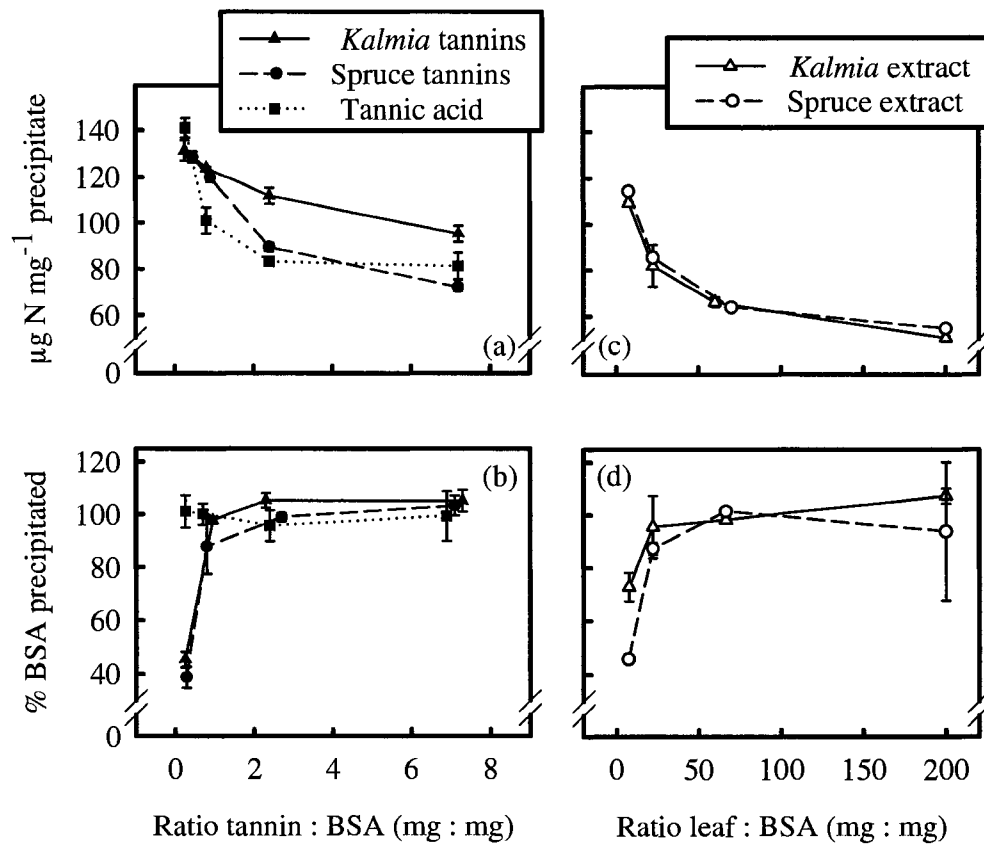 Kalmia tannins
Spruce tannins
Tannic acid
Kalmia extract
Spruce extract
µg N mg⁻¹ precipitate
140
120
100
80
60
0
(a)
(c)
% BSA precipitated
120
100
80
60
40
0
(b)
(d)
0 2 4 6 8
0 50 100 150 200
Ratio tannin : BSA (mg : mg)
Ratio leaf : BSA (mg : mg)